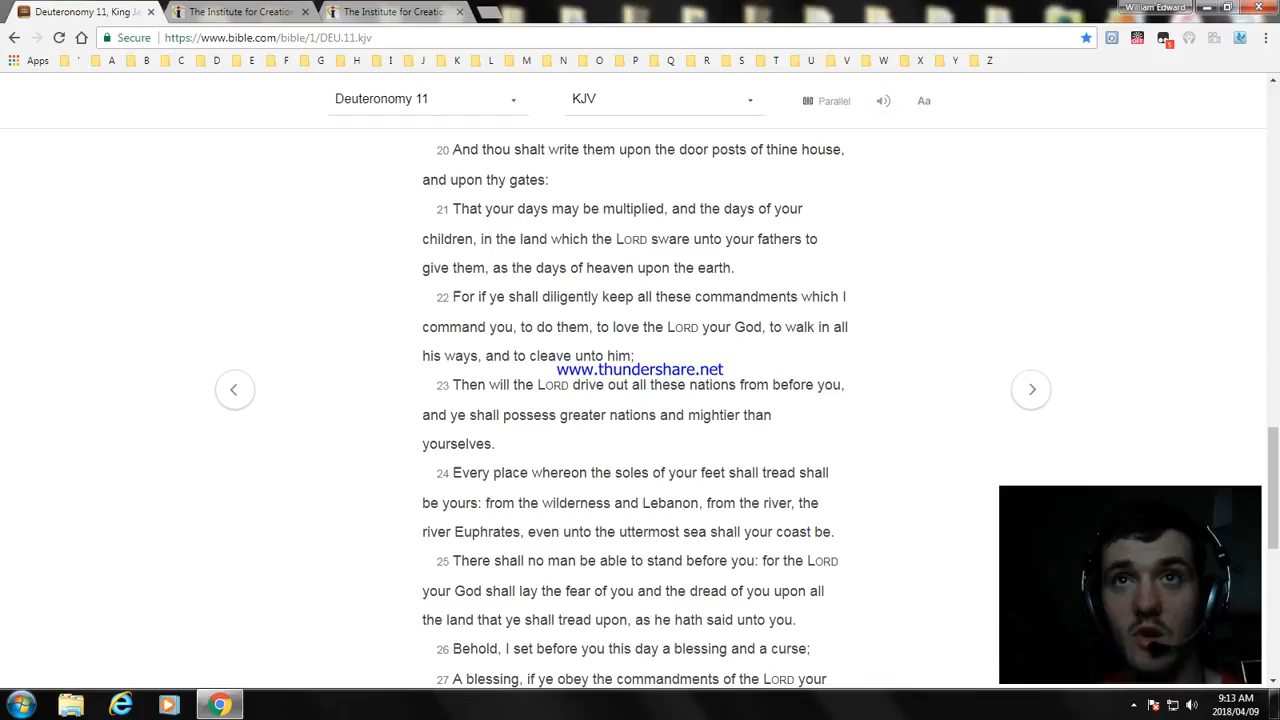 Deuteronomy 11, King Ja
The Institute for Creation
The Institute for Creatio
William Edward
Secure
https://www.bible.com/bible/1/DEU.11.kjv
Apps ' A B C D E F G H I J K L M N O P Q R S T U V W X Y Z
Deuteronomy 11
KJV
Parallel
Aa
20 And thou shalt write them upon the door posts of thine house,
and upon thy gates:
21 That your days may be multiplied, and the days of your
children, in the land which the LORD sware unto your fathers to
give them, as the days of heaven upon the earth.
22 For if ye shall diligently keep all these commandments which I
command you, to do them, to love the LORD your God, to walk in all
his ways, and to cleave unto him;
www.thundershare.net
23 Then will the LORD drive out all these nations from before you,
and ye shall possess greater nations and mightier than
yourselves.
24 Every place whereon the soles of your feet shall tread shall
be yours: from the wilderness and Lebanon, from the river, the
river Euphrates, even unto the uttermost sea shall your coast be.
25 There shall no man be able to stand before you: for the LORD
your God shall lay the fear of you and the dread of you upon all
the land that ye shall tread upon, as he hath said unto you.
26 Behold, I set before you this day a blessing and a curse;
27 A blessing, if ye obey the commandments of the LORD your
9:13 AM
2018/04/09